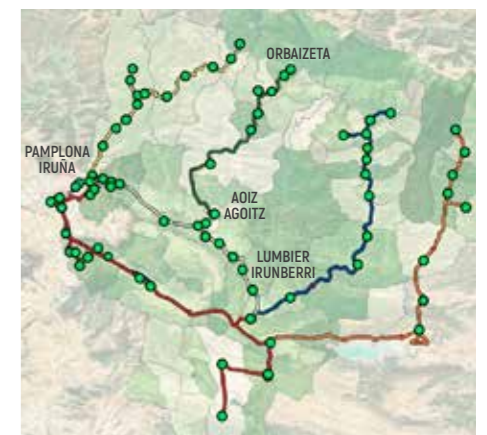 ORBAIZETA
PAMPLONA
IRUÑA
AOIZ
AGOITZ
LUMBIER
IRUNBERRI